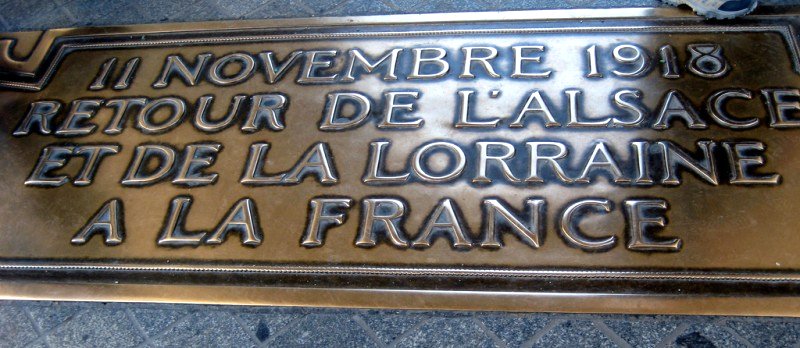 11 NOVEMBRE 1918
RETOUR DE L'ALSACE
ET DE LA LORRAINE
A LA FRANCE